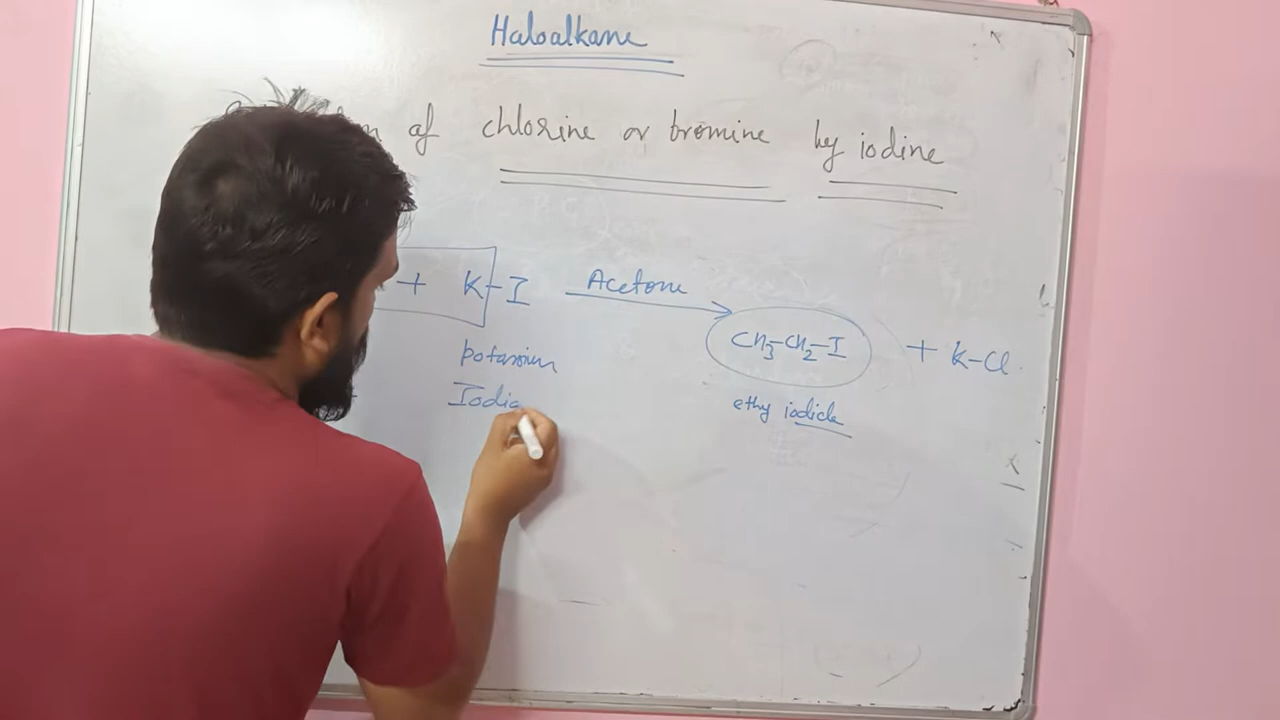 Haloalkane
of chlorine or bromine by iodine
+ K-I Acetone CH3-CH2-I + K-Cl
potassium
Iodi
ethy iodide